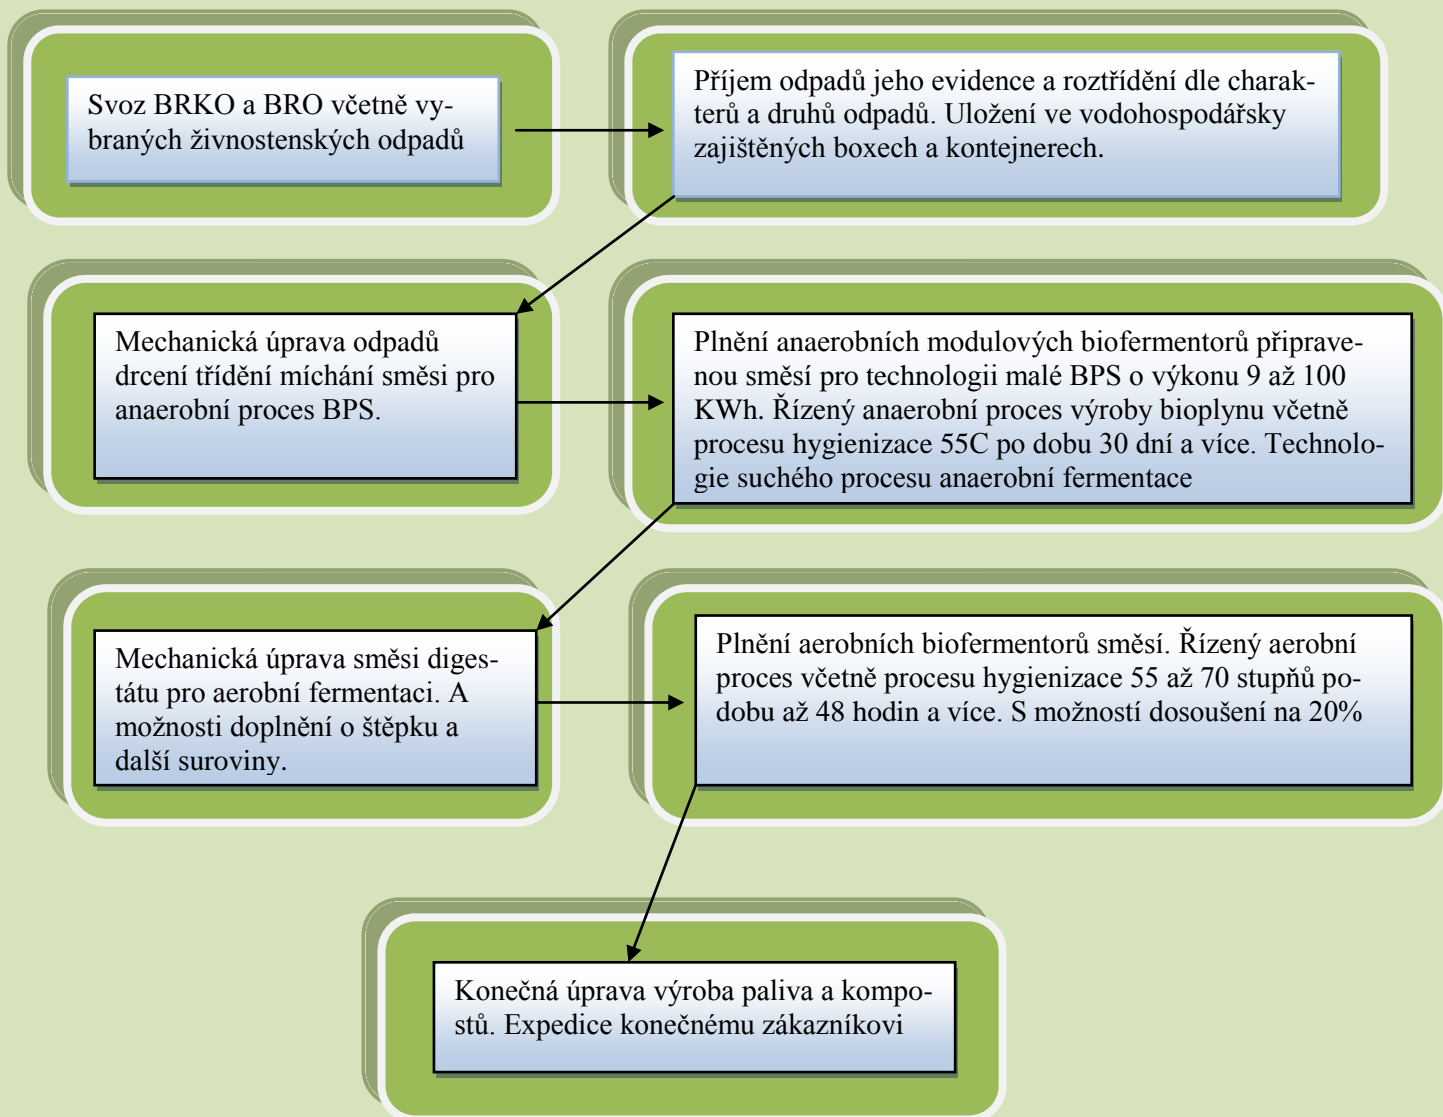 Svoz BRKO a BRO včetně vy-
braných živnostenských odpadů
Příjem odpadů jeho evidence a roztřídění dle charak-
terů a druhů odpadů. Uložení ve vodohospodářsky
zajištěných boxech a kontejnerech.
Mechanická úprava odpadů
drcení třídění míchání směsi pro
anaerobní proces BPS.
Plnění anaerobních modulových biofermentorů připrave-
nou směsí pro technologii malé BPS o výkonu 9 až 100
KWh. Řízený anaerobní proces výroby bioplynu včetně
procesu hygienizace 55C po dobu 30 dní a více. Technolo-
gie suchého procesu anaerobní fermentace
Mechanická úprava směsi diges-
tátu pro aerobní fermentaci. A
možnosti doplnění o štěpku a
další suroviny.
Plnění aerobních biofermentorů směsí. Řízený aerobní
proces včetně procesu hygienizace 55 až 70 stupňů po-
dobu až 48 hodin a více. S možností dosoušení na 20%
Konečná úprava výroba paliva a kompo-
stů. Expedice konečnému zákazníkovi